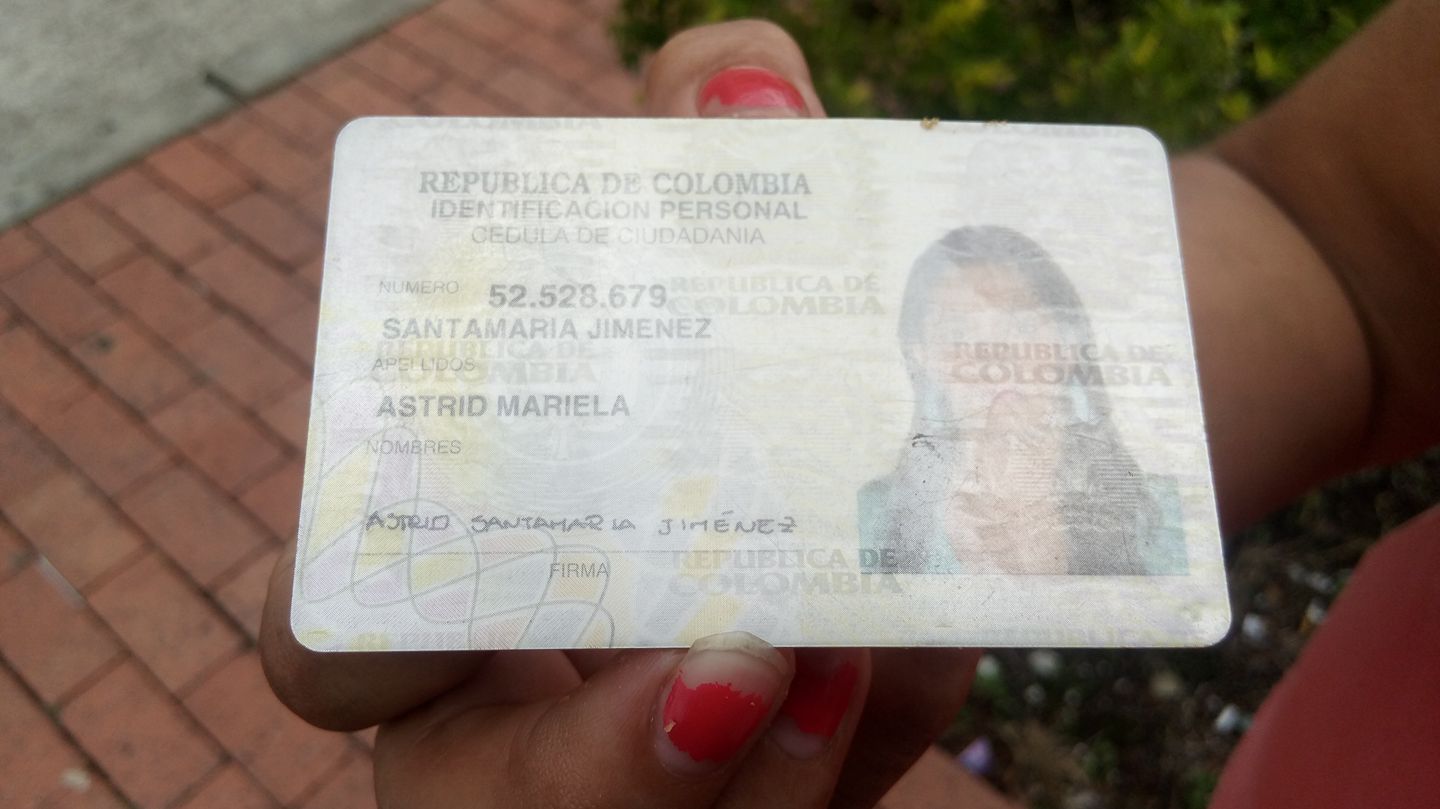 REPUBLICA DE COLOMBIA
IDENTIFICACION PERSONAL
CEDULA DE CIUDADANIA
NUMERO 52.528.679
SANTAMARIA JIMENEZ
APELLIDOS
ASTRID MARIELA
NOMBRES
ASTRID SANTAMARIA JIMÉNEZ
FIRMA
REPUBLICA DE
COLOMBIA
REPUBLICA DE
COLOMBIA
REPUBLICA DE
COLOMBIA
REPUBLICA DE
COLOMBIA